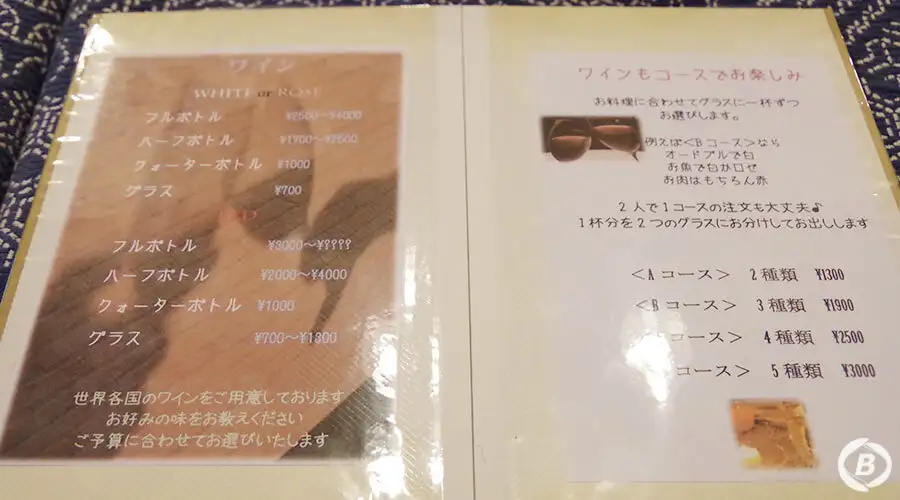 ワイン
WHITE or ROSE
フルボトル ¥2500～¥4000
ハーフボトル ¥1700～¥2500
クォーターボトル ¥1000
グラス ¥700
RED
フルボトル ¥3000～¥????
ハーフボトル ¥2000～¥4000
クォーターボトル ¥1000
グラス ¥700～¥1300
世界各国のワインをご用意しております
お好みの味をお教えください
ご予算に合わせてお選びいたします
ワインもコースでお楽しみ
お料理に合わせてグラスに一杯ずつ
お選びします。
例えば<Bコース>なら
オードブルで白
お魚で白かロゼ
お肉はもちろん赤
2人で1コースの注文も大丈夫♪
1杯分を2つのグラスにお分けしてお出しします
<Aコース> 2種類 ¥1300
<Bコース> 3種類 ¥1900
コース> 4種類 ¥2500
コース> 5種類 ¥3000
B